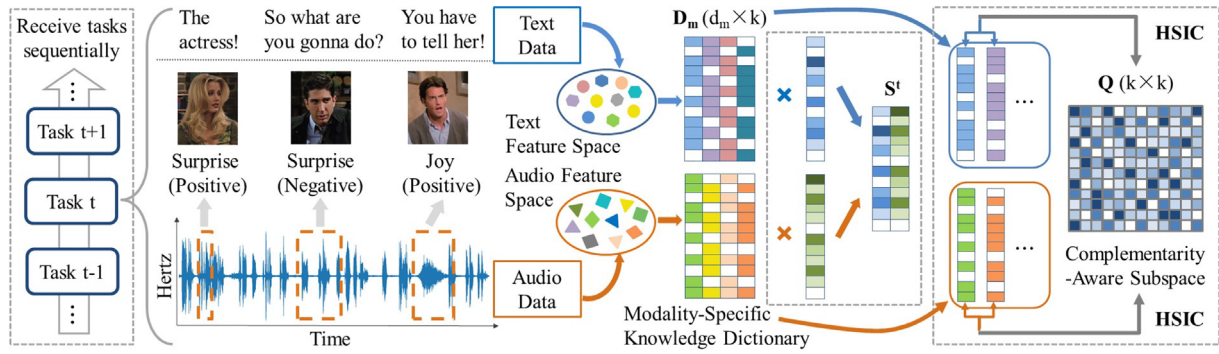 Receive tasks
sequentially
...
Task t+1
Task t
Task t-1
...
The
actress!
So what are
you gonna do?
You have
to tell her!
Surprise
(Positive)
Surprise
(Negative)
Joy
(Positive)
Hertz
Time
Text
Data
Audio
Data
Text
Feature Space
Audio Feature
Space
Dm (dm×k)
×
×
Sᵗ
Modality-Specific
Knowledge Dictionary
...
...
HSIC
Q (k×k)
Complementarity
-Aware Subspace
HSIC